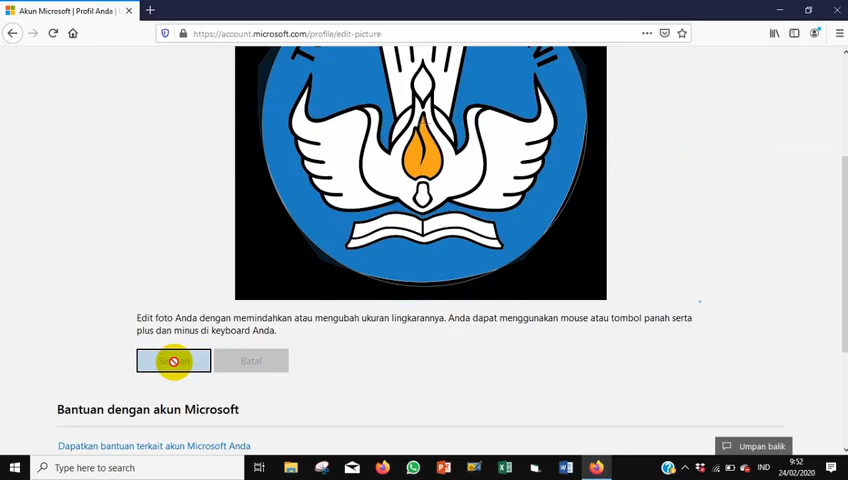 Akun Microsoft | Profil Anda |
https://account.microsoft.com/profile/edit-picture
Edit foto Anda dengan memindahkan atau mengubah ukuran lingkarannya. Anda dapat menggunakan mouse atau tombol panah serta
plus dan minus di keyboard Anda.
Batal
Bantuan dengan akun Microsoft
Dapatkan bantuan terkait akun Microsoft Anda
Umpan balik
Type here to search
IND
9:52
24/02/2020